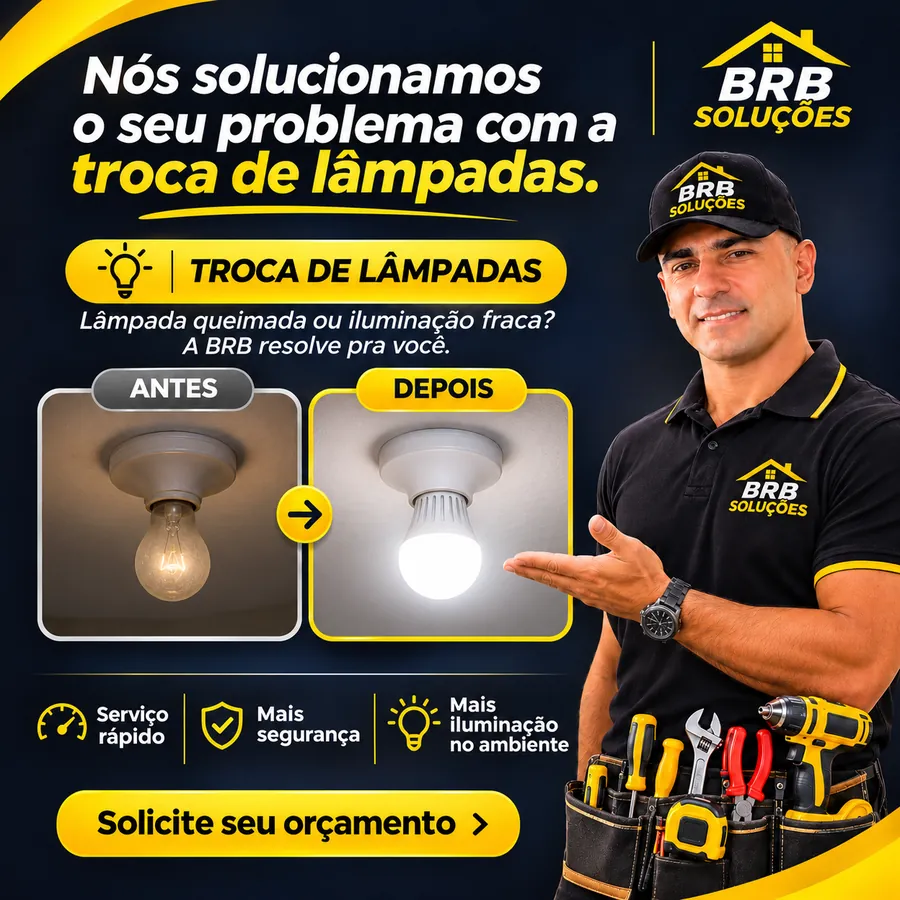 Nós solucionamos
o seu problema com a
troca de lâmpadas.
BRB
SOLUÇÕES
BRB
SOLUÇÕES
TROCA DE LÂMPADAS
Lâmpada queimada ou iluminação fraca?
A BRB resolve pra você.
ANTES
DEPOIS
BRB
SOLUÇÕES
Serviço
rápido
Mais
segurança
Mais
iluminação
no ambiente
Solicite seu orçamento